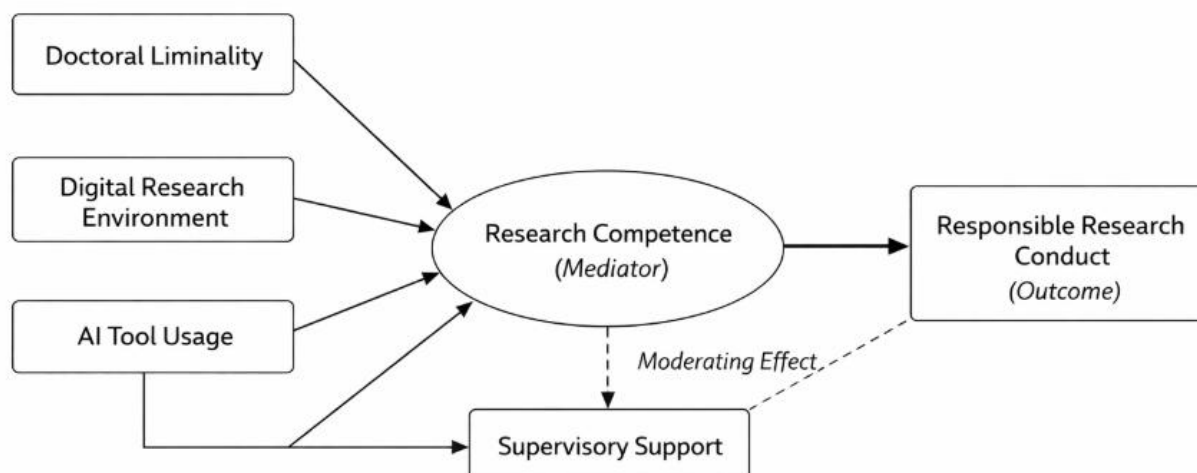 Doctoral Liminality
Digital Research
Environment
AI Tool Usage
Research Competence
(Mediator)
Responsible Research
Conduct
(Outcome)
Moderating Effect
Supervisory Support